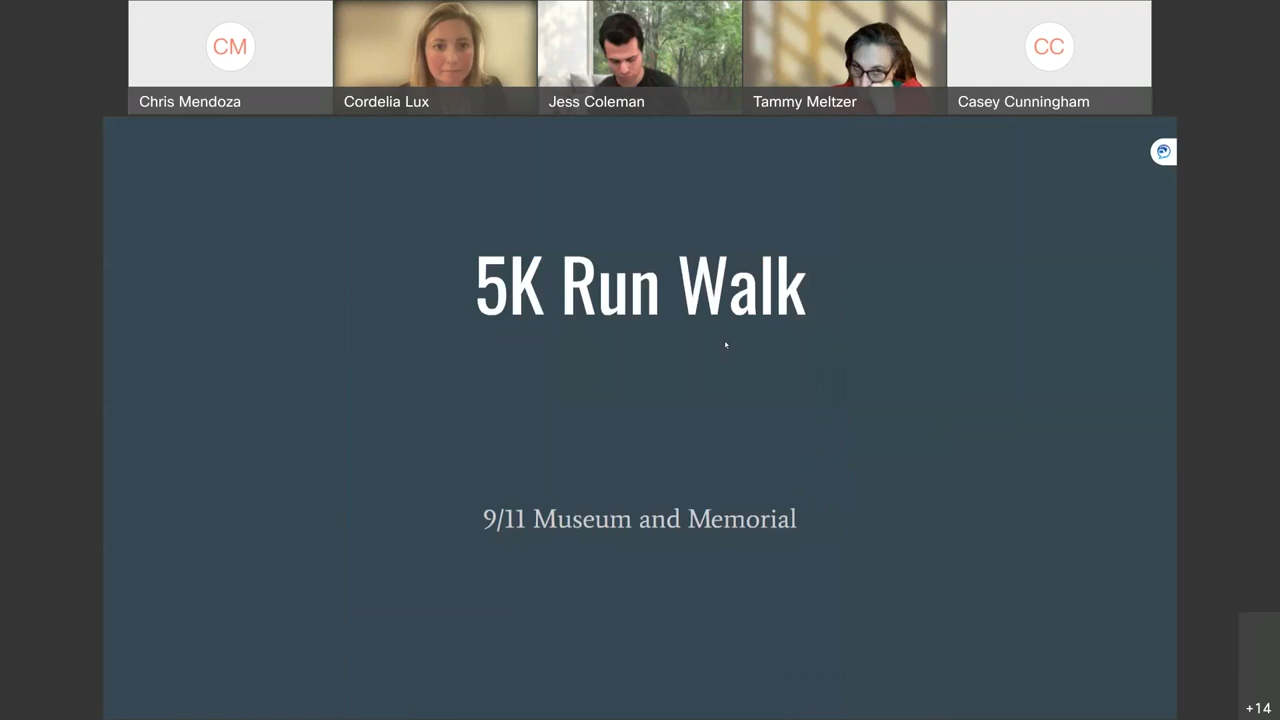 CM
CC
Chris Mendoza
Cordelia Lux
Jess Coleman
Tammy Meltzer
Casey Cunningham
5K Run Walk
9/11 Museum and Memorial
+14